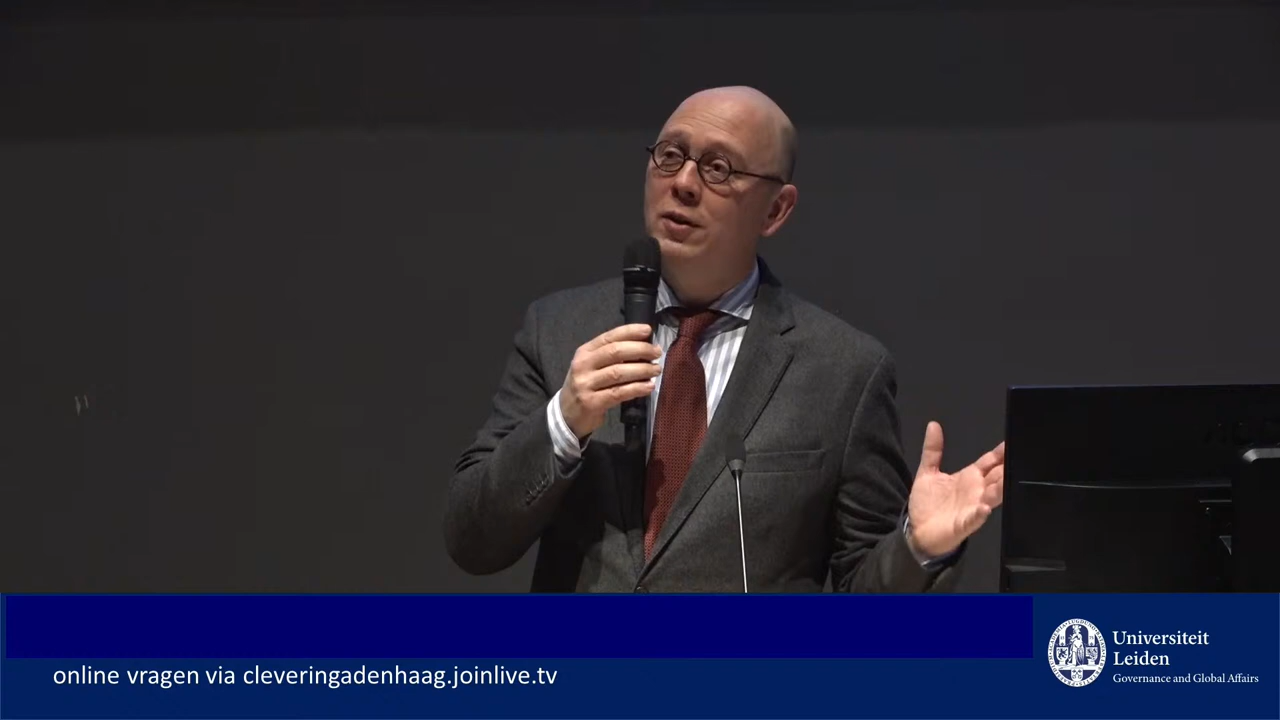 online vragen via cleveringadenhaag.joinlive.tv
Universiteit
Leiden
Governance and Global Affairs